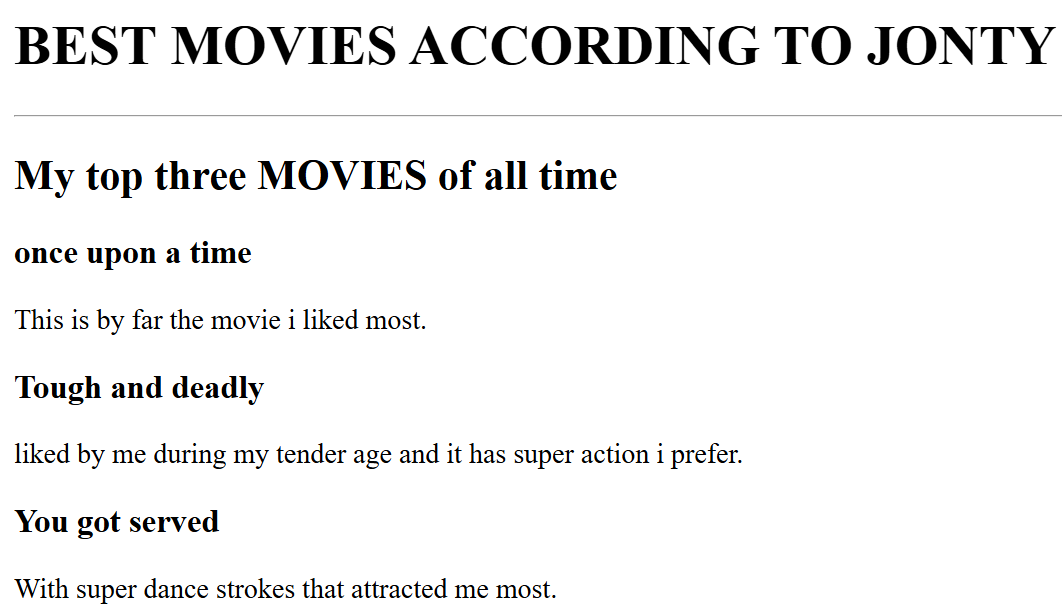 BEST MOVIES ACCORDING TO JONTY
My top three MOVIES of all time
once upon a time
This is by far the movie i liked most.
Tough and deadly
liked by me during my tender age and it has super action i prefer.
You got served
With super dance strokes that attracted me most.